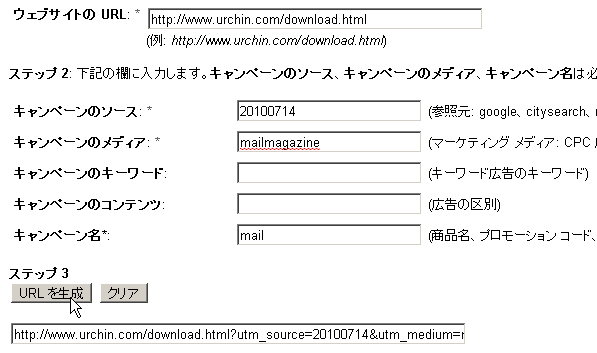 ウェブサイトの URL: * http://www.urchin.com/download.html
(例: http://www.urchin.com/download.html)
ステップ 2: 下記の欄に入力します。キャンペーンのソース、キャンペーンのメディア、キャンペーン名は必
キャンペーンのソース: * 20100714 (参照元: google、citysearch、
キャンペーンのメディア: * mailmagazine (マーケティング メディア: CPC
キャンペーンのキーワード: (キーワード広告のキーワード)
キャンペーンのコンテンツ: (広告の区別)
キャンペーン名*: mail (商品名、プロモーション コード、
ステップ 3
URL を生成 クリア
http://www.urchin.com/download.html?utm_source=20100714&utm_medium=